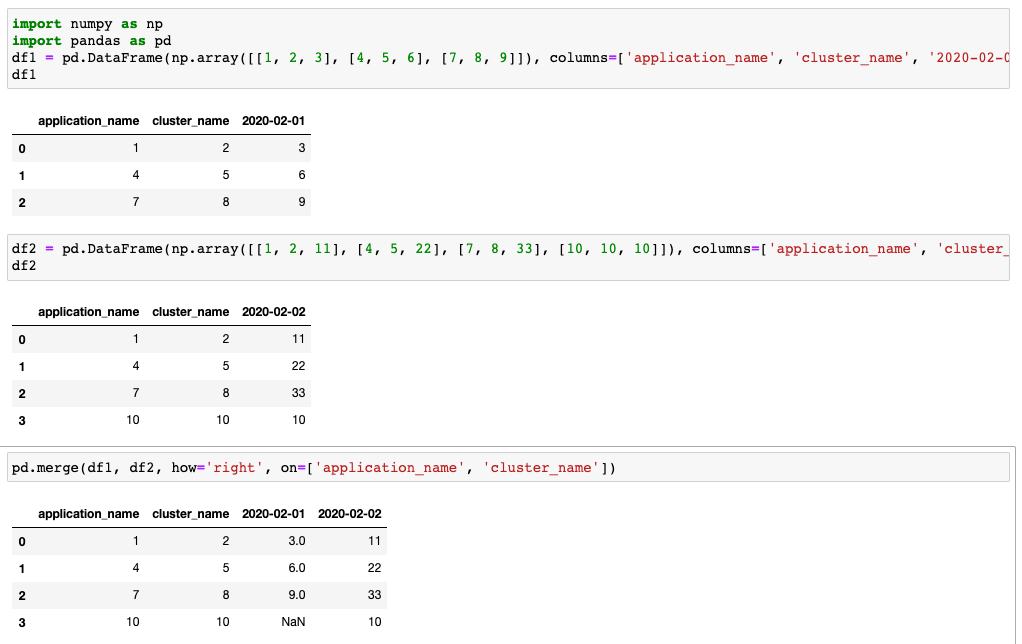 import numpy as np
import pandas as pd
df1 = pd.DataFrame(np.array([[1, 2, 3], [4, 5, 6], [7, 8, 9]]), columns=['application_name', 'cluster_name', '2020-02-0
df1
application_name cluster_name 2020-02-01
0 1 2 3
1 4 5 6
2 7 8 9
df2 = pd.DataFrame(np.array([[1, 2, 11], [4, 5, 22], [7, 8, 33], [10, 10, 10]]), columns=['application_name', 'cluster_
df2
application_name cluster_name 2020-02-02
0 1 2 11
1 4 5 22
2 7 8 33
3 10 10 10
pd.merge(df1, df2, how='right', on=['application_name', 'cluster_name'])
application_name cluster_name 2020-02-01 2020-02-02
0 1 2 3.0 11
1 4 5 6.0 22
2 7 8 9.0 33
3 10 10 NaN 10